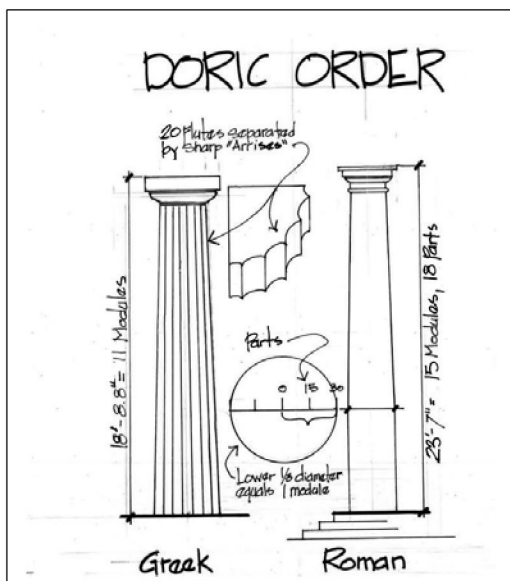 DORIC ORDER
20 Flutes separated
by Sharp "Arrises"
18'-8.8" = 11 Modules
Parts
0 15 30
Lower 1/3 diameter
equals 1 module
23'-7" = 15 Modules, 18 Parts
Greek
Roman